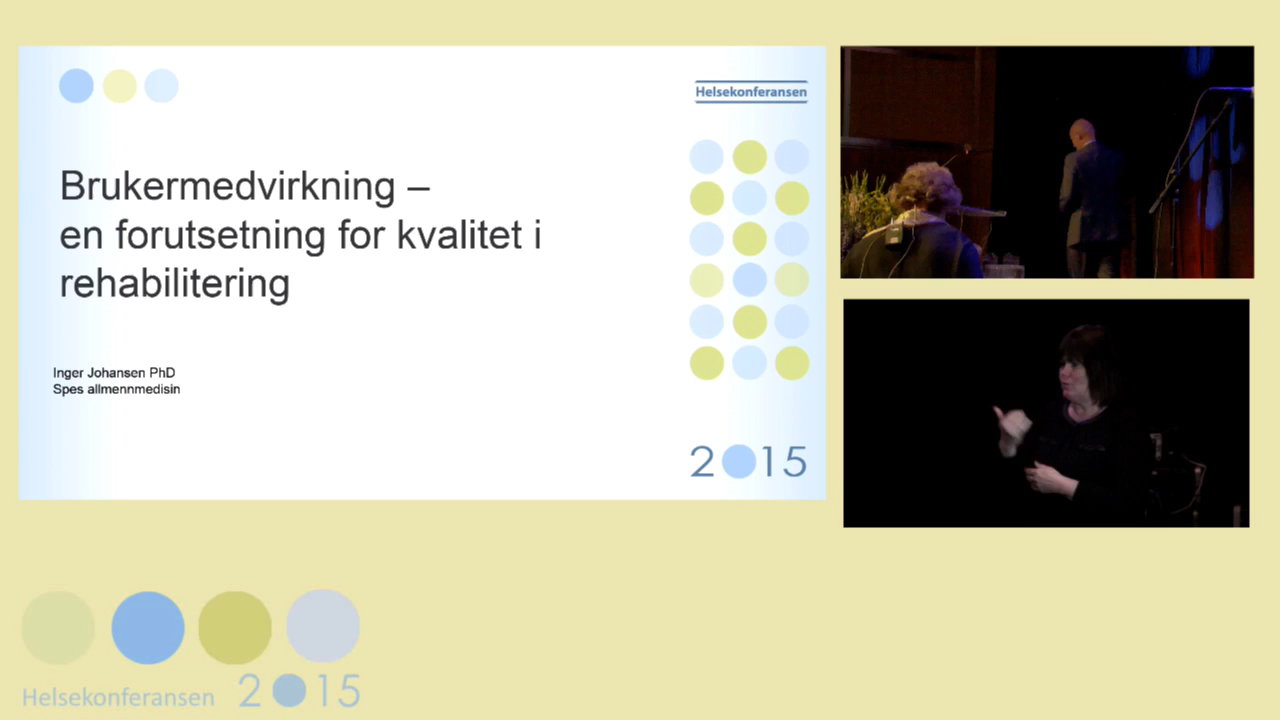 Helsekonferansen
Brukermedvirkning –
en forutsetning for kvalitet i
rehabilitering
Inger Johansen PhD
Spes allmennmedisin
2015
Helsekonferansen 2015